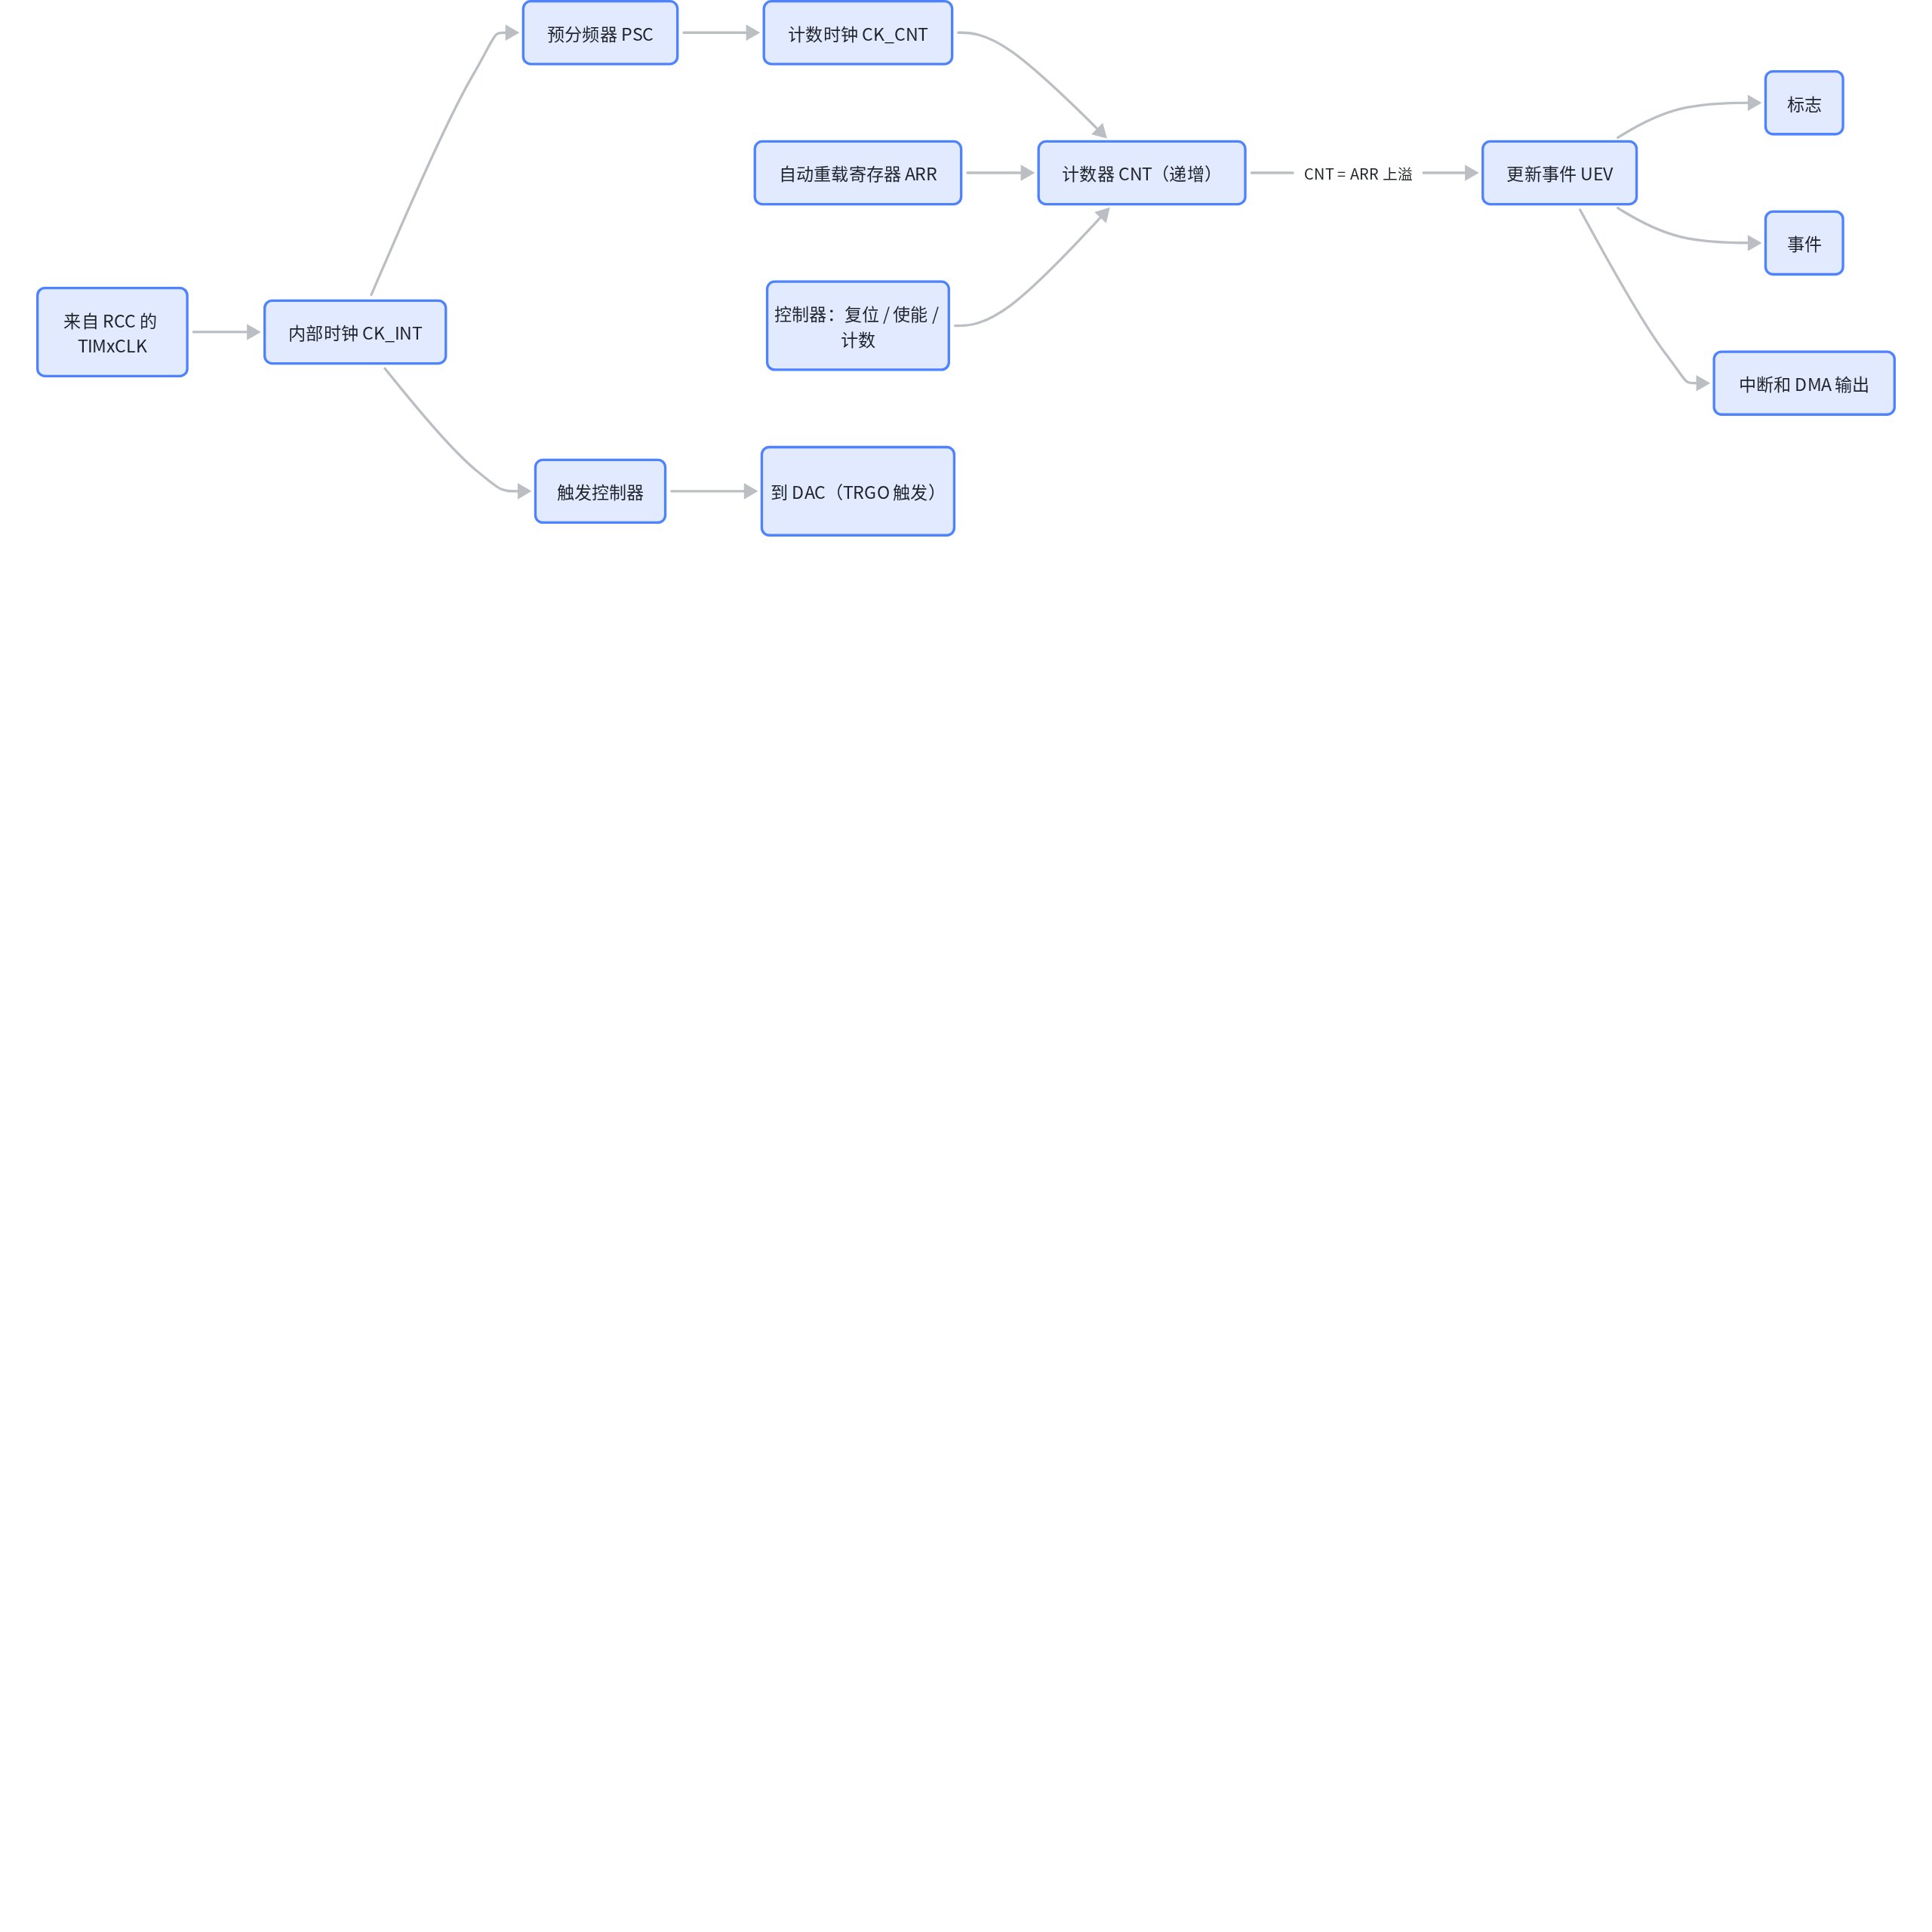 预分频器 PSC
计数时钟 CK_CNT
标志
自动重载寄存器 ARR
计数器 CNT（递增）
CNT = ARR 上溢
更新事件 UEV
事件
来自 RCC 的
TIMxCLK
内部时钟 CK_INT
控制器：复位 / 使能 /
计数
中断和 DMA 输出
触发控制器
到 DAC（TRGO 触发）